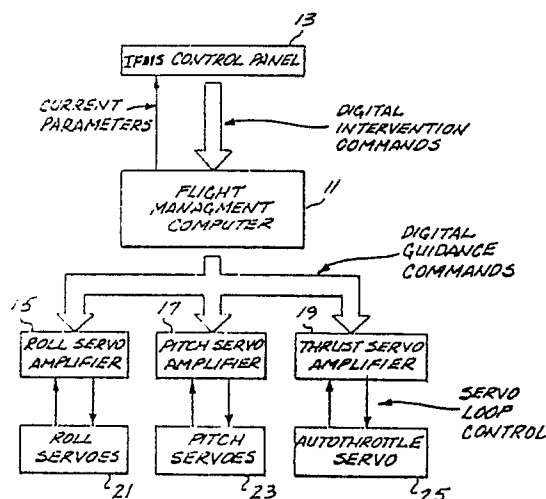 13
IFMS CONTROL PANEL
CURRENT
PARAMETERS
DIGITAL
INTERVENTION
COMMANDS
FLIGHT
MANAGMENT
COMPUTER
11
DIGITAL
GUIDANCE
COMMANDS
15
ROLL SERVO
AMPLIFIER
17
PITCH SERVO
AMPLIFIER
19
THRUST SERVO
AMPLIFIER
SERVO
LOOP
CONTROL
ROLL SERVOES
21
PITCH
SERVOES
23
AUTOTHROTTLE
SERVO
25